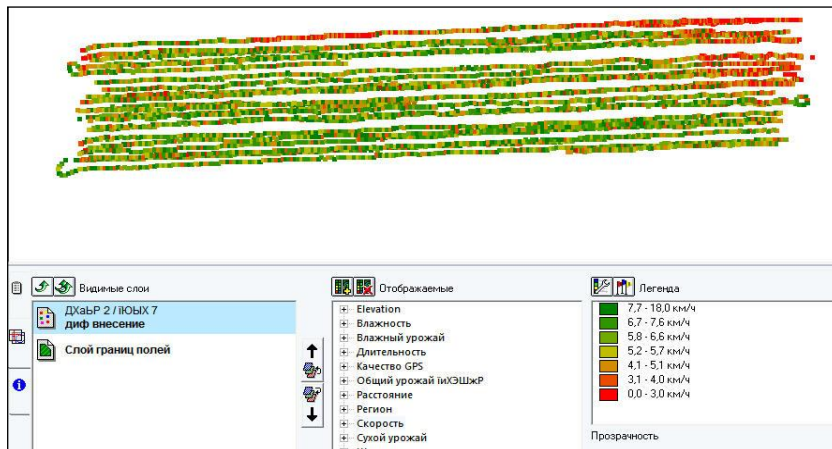 Видимые слои
ДХаЬР 2 / iЮЫХ 7
диф внесение
Слой границ полей
Отображаемые
Elevation
Влажность
Влажный урожай
Длительность
Качество GPS
Общий урожай їиХЭШжР
Расстояние
Регион
Скорость
Сухой урожай
Легенда
7,7 - 18,0 км/ч
6,7 - 7,6 км/ч
5,8 - 6,6 км/ч
5,2 - 5,7 км/ч
4,1 - 5,1 км/ч
3,1 - 4,0 км/ч
0,0 - 3,0 км/ч
Прозрачность